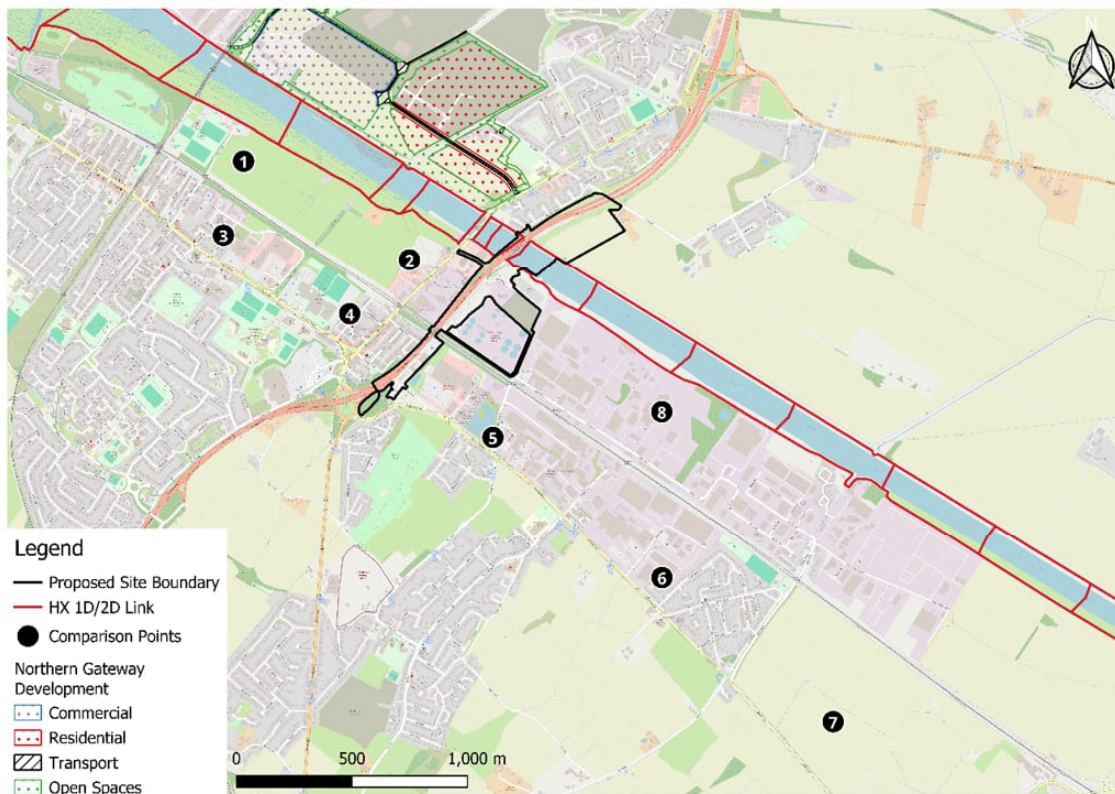 N
1
2
3
4
5
6
7
8
Legend
Proposed Site Boundary
HX 1D/2D Link
Comparison Points
Northern Gateway
Development
Commercial
Residential
Transport
Open Spaces
0 500 1,000 m